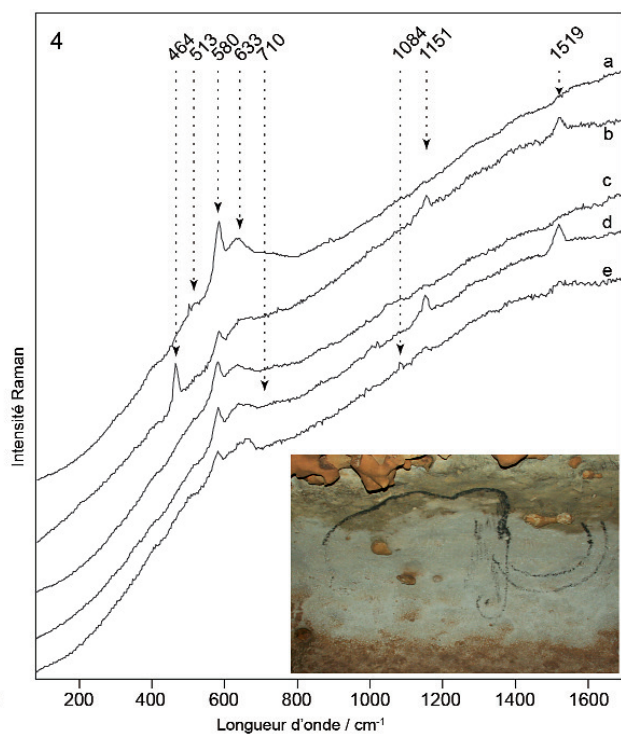 4
464
513
580
633
710
1084
1151
1519
a
b
c
d
e
Intensité Raman
200 400 600 800 1000 1200 1400 1600
Longueur d'onde / cm⁻¹